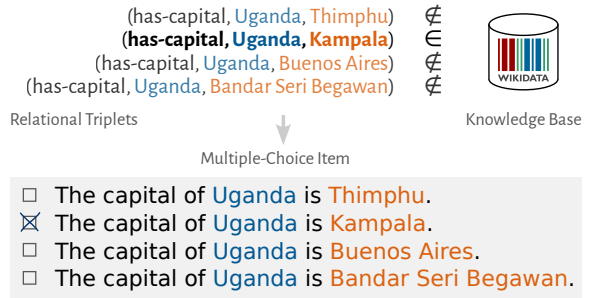 (has-capital, Uganda, Thimphu) ∉
(has-capital, Uganda, Kampala) ∈
(has-capital, Uganda, Buenos Aires) ∉
(has-capital, Uganda, Bandar Seri Begawan) ∉
WIKIDATA
Relational Triplets
Knowledge Base
Multiple-Choice Item
☐ The capital of Uganda is Thimphu.
☒ The capital of Uganda is Kampala.
☐ The capital of Uganda is Buenos Aires.
☐ The capital of Uganda is Bandar Seri Begawan.